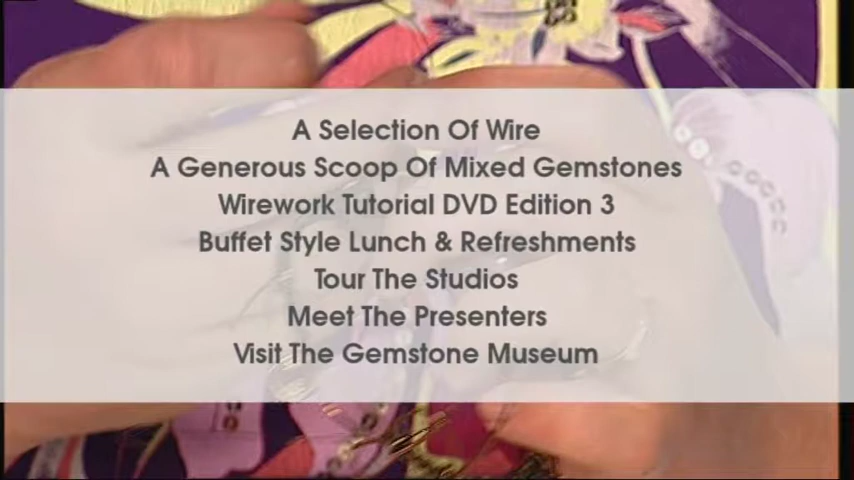 A Selection Of Wire
A Generous Scoop Of Mixed Gemstones
Wirework Tutorial DVD Edition 3
Buffet Style Lunch & Refreshments
Tour The Studios
Meet The Presenters
Visit The Gemstone Museum